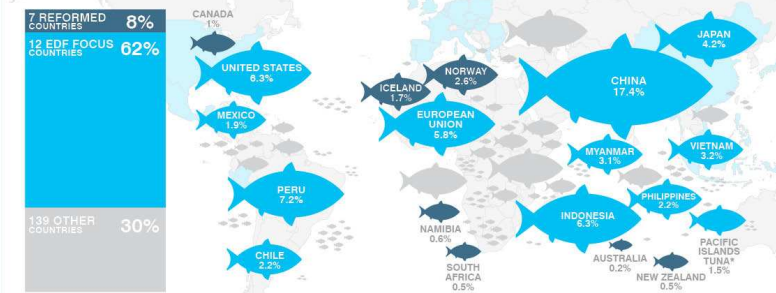 7 REFORMED
COUNTRIES
8%
12 EDF FOCUS
COUNTRIES
62%
139 OTHER
COUNTRIES
30%
CANADA
1%
UNITED STATES
6.3%
MEXICO
1.9%
PERU
7.2%
CHILE
2.2%
ICELAND
1.7%
NORWAY
2.6%
EUROPEAN
UNION
5.8%
NAMIBIA
0.6%
SOUTH
AFRICA
0.5%
JAPAN
4.2%
CHINA
17.4%
MYANMAR
3.1%
VIETNAM
3.2%
PHILIPPINES
2.2%
INDONESIA
6.3%
AUSTRALIA
0.2%
NEW ZEALAND
0.5%
PACIFIC
ISLANDS
TUNA*
1.5%